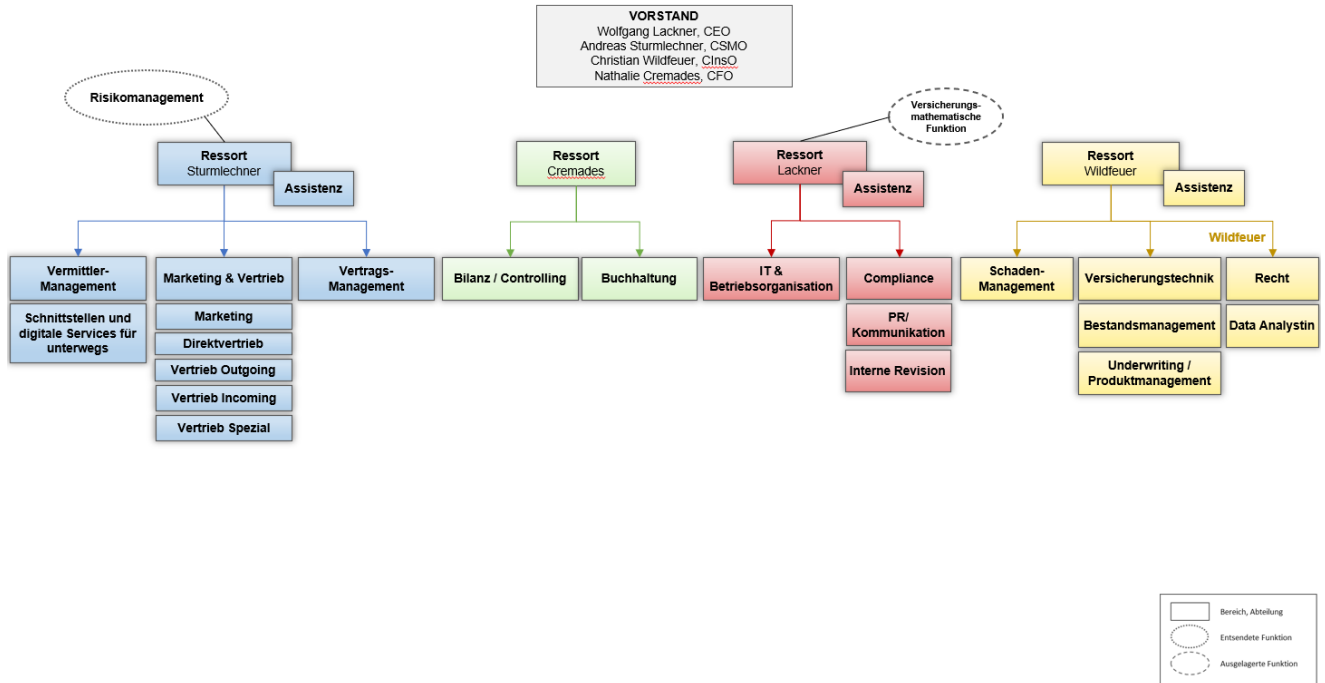 VORSTAND
Wolfgang Lackner, CEO
Andreas Sturmlechner, CSMO
Christian Wildfeuer, CInsO
Nathalie Cremades, CFO
Risikomanagement
Versicherungs-
mathematische
Funktion
Ressort
Sturmlechner
Assistenz
Ressort
Cremades
Ressort
Lackner
Assistenz
Ressort
Wildfeuer
Assistenz
Wildfeuer
Vermittler-
Management
Schnittstellen und
digitale Services für
unterwegs
Marketing & Vertrieb
Marketing
Direktvertrieb
Vertrieb Outgoing
Vertrieb Incoming
Vertrieb Spezial
Vertrags-
Management
Bilanz / Controlling
Buchhaltung
IT &
Betriebsorganisation
Compliance
PR/
Kommunikation
Interne Revision
Schaden-
Management
Versicherungstechnik
Bestandsmanagement
Underwriting /
Produktmanagement
Recht
Data Analystin
Bereich, Abteilung
Entsendete Funktion
Ausgelagerte Funktion